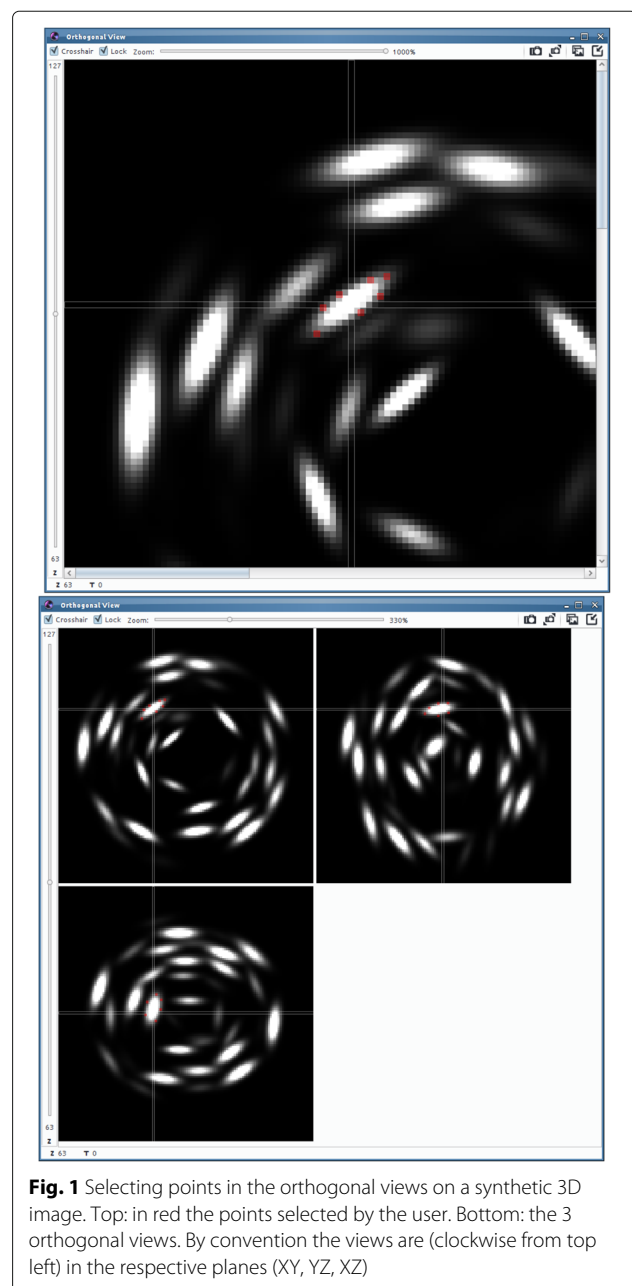 Orthogonal View
Crosshair Lock Zoom: 1000%
127
63
Z
Z 63 T 0
Orthogonal View
Crosshair Lock Zoom: 330%
127
63
Z
Z 63 T 0
Fig. 1 Selecting points in the orthogonal views on a synthetic 3D
image. Top: in red the points selected by the user. Bottom: the 3
orthogonal views. By convention the views are (clockwise from top
left) in the respective planes (XY, YZ, XZ)